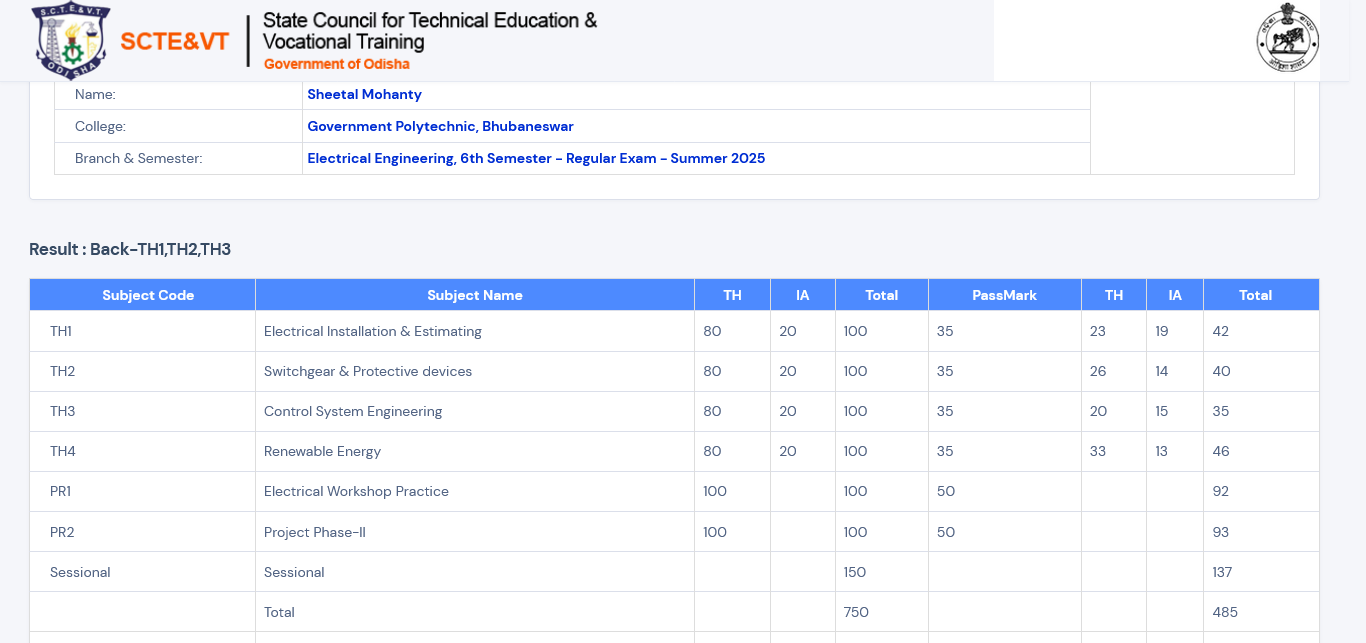 S.C.T.E.&V.T.
ODISHA
SCTE&VT
State Council for Technical Education &
Vocational Training
Government of Odisha
Name: Sheetal Mohanty
College: Government Polytechnic, Bhubaneswar
Branch & Semester: Electrical Engineering, 6th Semester - Regular Exam - Summer 2025
Result : Back-TH1,TH2,TH3
Subject Code Subject Name TH IA Total PassMark TH IA Total
TH1 Electrical Installation & Estimating 80 20 100 35 23 19 42
TH2 Switchgear & Protective devices 80 20 100 35 26 14 40
TH3 Control System Engineering 80 20 100 35 20 15 35
TH4 Renewable Energy 80 20 100 35 33 13 46
PR1 Electrical Workshop Practice 100 100 50 92
PR2 Project Phase-II 100 100 50 93
Sessional Sessional 150 137
Total 750 485